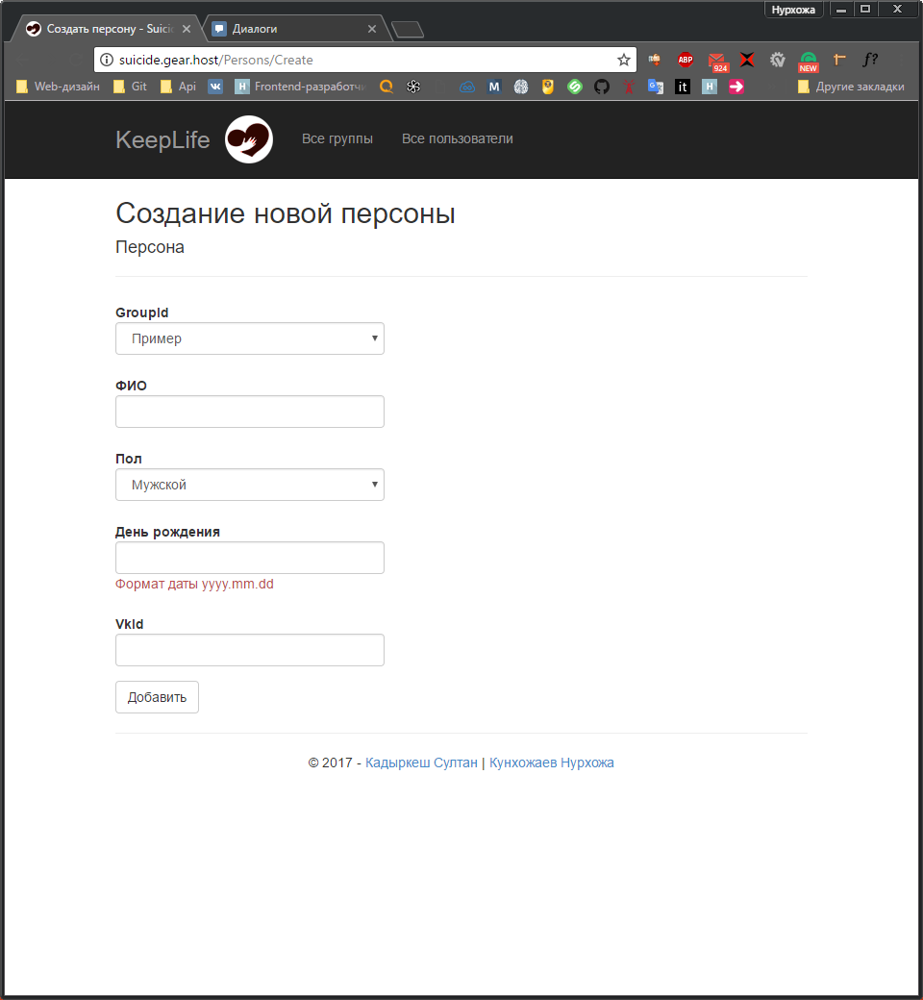 Нурхожа
Создать персону - Suici
Диалоги
suicide.gear.host/Persons/Create
ABP
924
NEW
f?
Web-дизайн
Git
Api
H
Frontend-разработчи
M
it
H
Другие закладки
KeepLife
Все группы
Все пользователи
Создание новой персоны
Персона
GroupId
Пример
ФИО
Пол
Мужской
День рождения
Формат даты yyyy.mm.dd
VkId
Добавить
© 2017 - Кадыркеш Султан | Кунхожаев Нурхожа